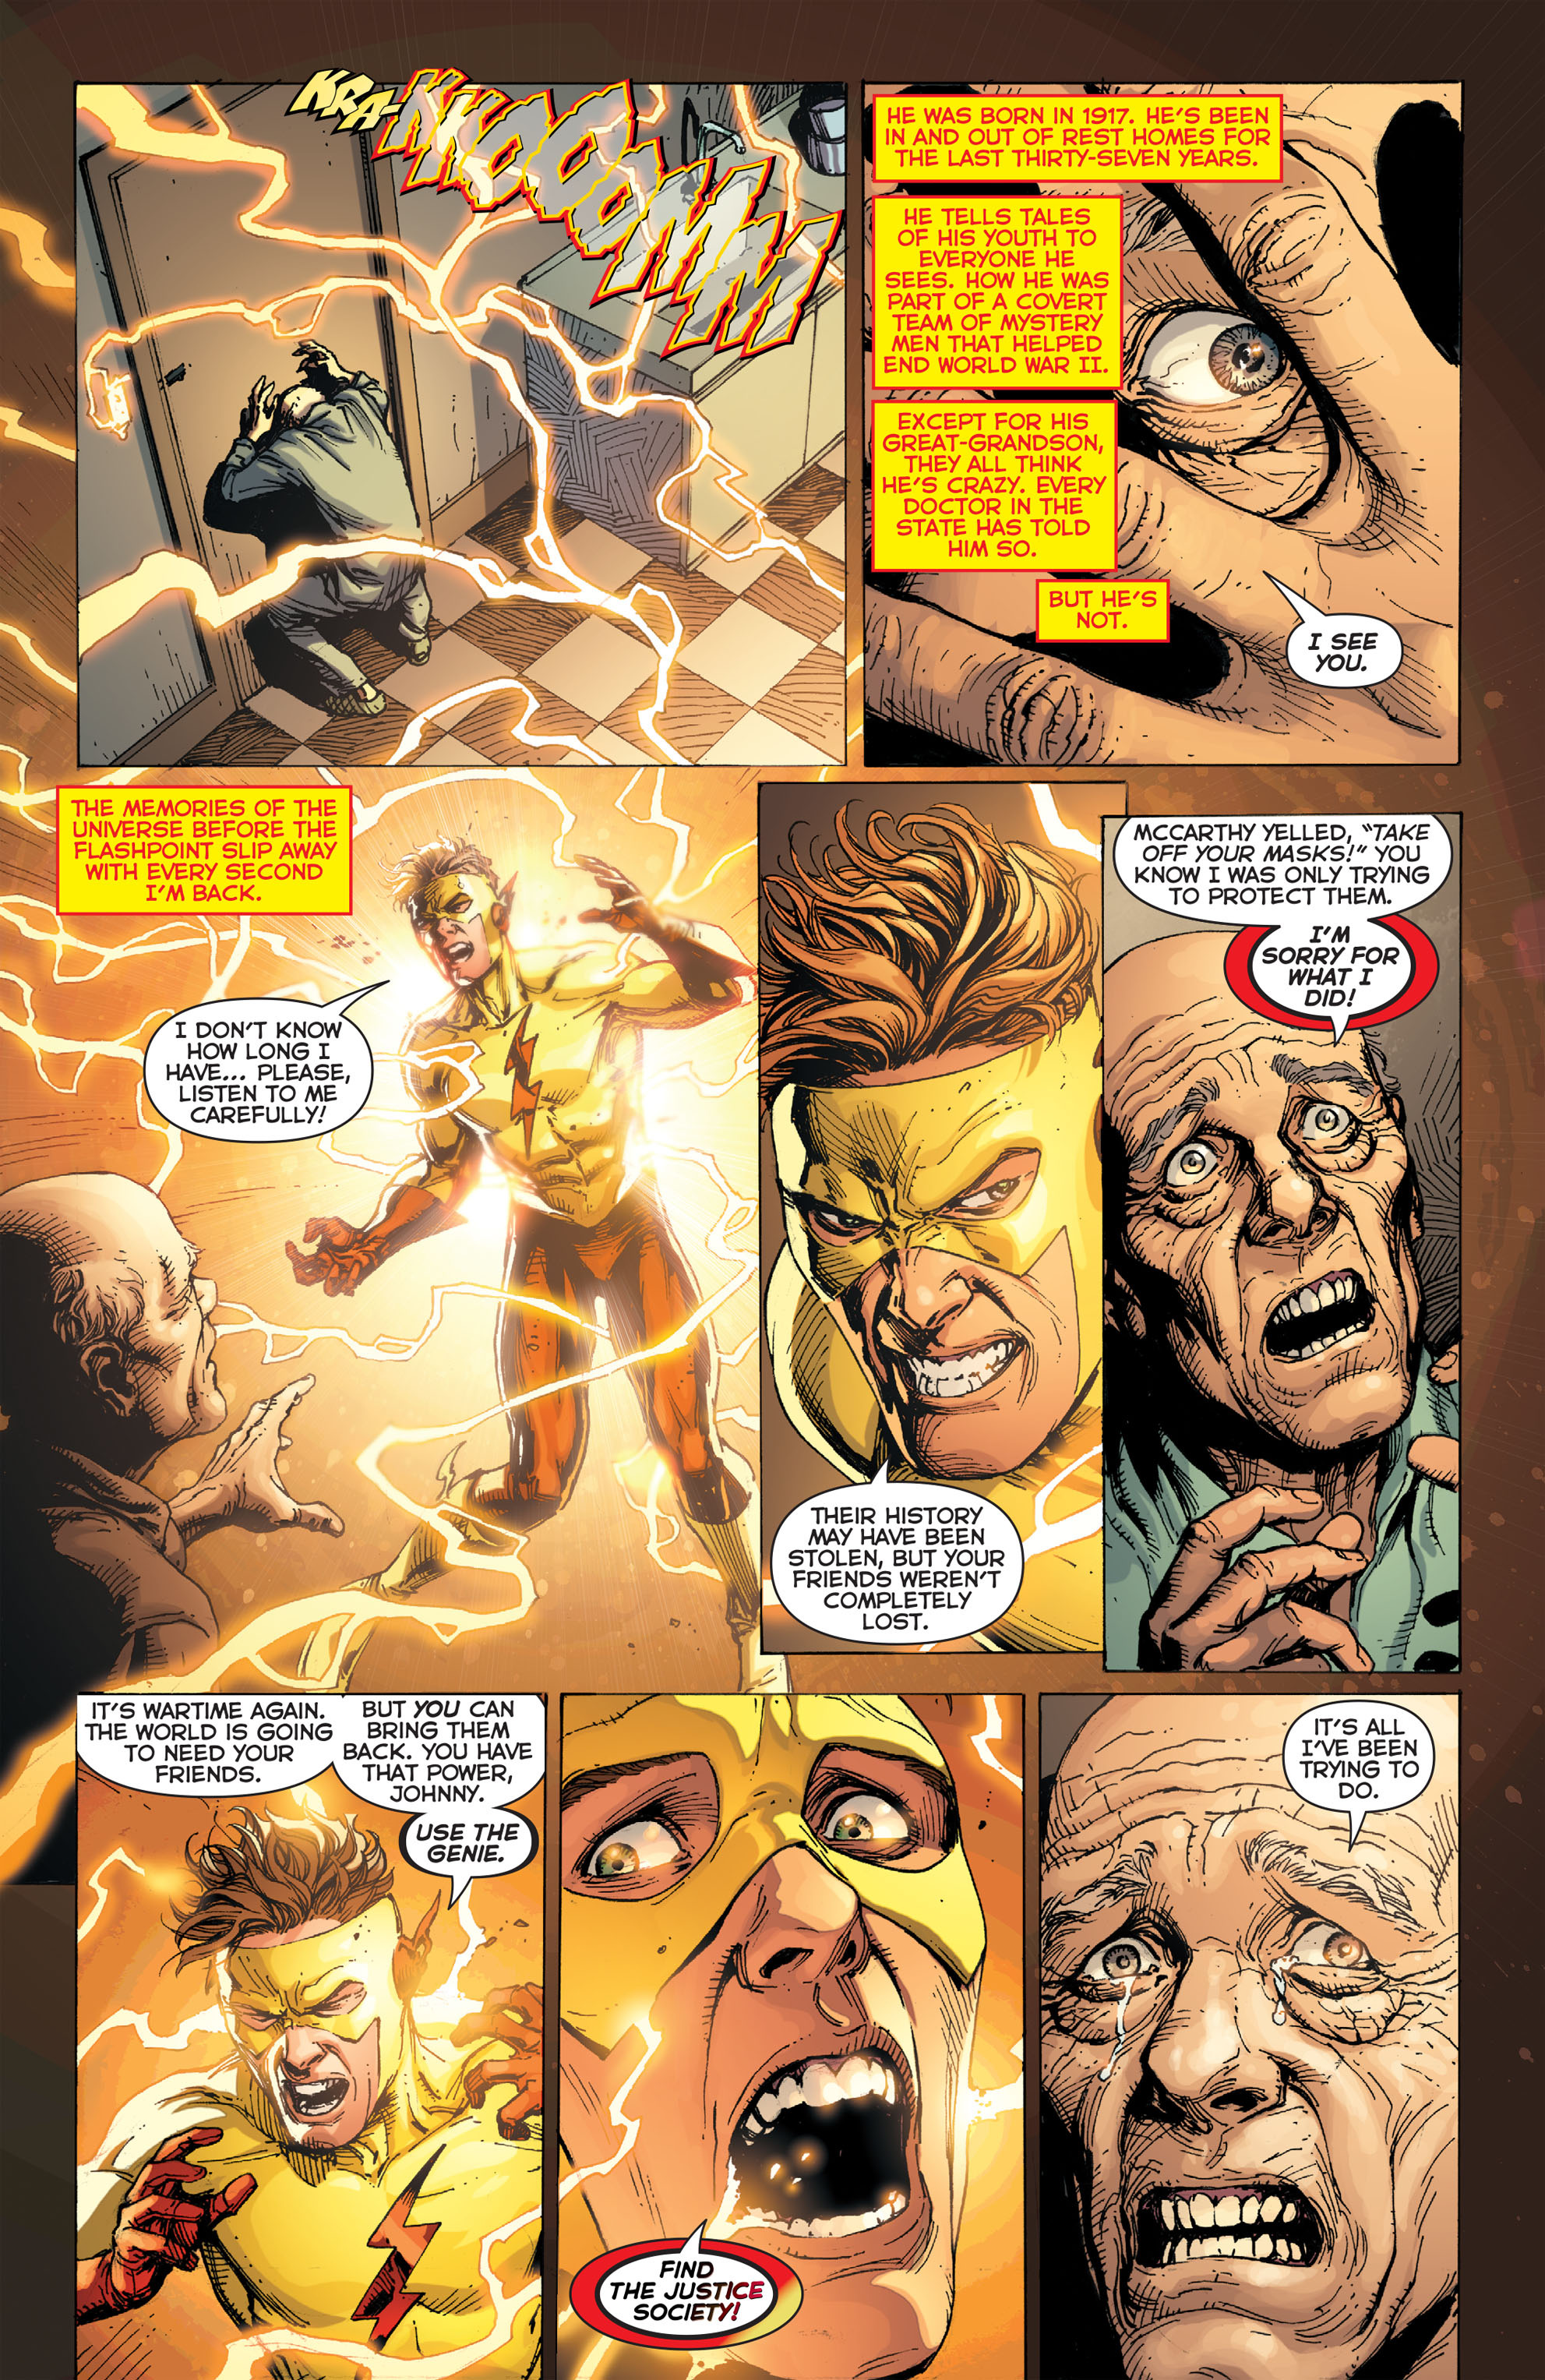 KRA-KKOOOMMM
HE WAS BORN IN 1917. HE'S BEEN
IN AND OUT OF REST HOMES FOR
THE LAST THIRTY-SEVEN YEARS.
HE TELLS TALES
OF HIS YOUTH TO
EVERYONE HE
SEES. HOW HE WAS
PART OF A COVERT
TEAM OF MYSTERY
MEN THAT HELPED
END WORLD WAR II.
EXCEPT FOR HIS
GREAT-GRANDSON,
THEY ALL THINK
HE'S CRAZY. EVERY
DOCTOR IN THE
STATE HAS TOLD
HIM SO.
BUT HE'S
NOT.
I SEE
YOU.
THE MEMORIES OF THE
UNIVERSE BEFORE THE
FLASHPOINT SLIP AWAY
WITH EVERY SECOND
I'M BACK.
I DON'T KNOW
HOW LONG I
HAVE... PLEASE,
LISTEN TO ME
CAREFULLY!
THEIR HISTORY
MAY HAVE BEEN
STOLEN, BUT YOUR
FRIENDS WEREN'T
COMPLETELY
LOST.
MCCARTHY YELLED, "TAKE
OFF YOUR MASKS!" YOU
KNOW I WAS ONLY TRYING
TO PROTECT THEM.
I'M
SORRY FOR
WHAT I
DID!
IT'S WARTIME AGAIN.
THE WORLD IS GOING
TO NEED YOUR
FRIENDS.
BUT YOU CAN
BRING THEM
BACK. YOU HAVE
THAT POWER,
JOHNNY.
USE THE
GENIE.
FIND
THE JUSTICE
SOCIETY!
IT'S ALL
I'VE BEEN
TRYING TO
DO.